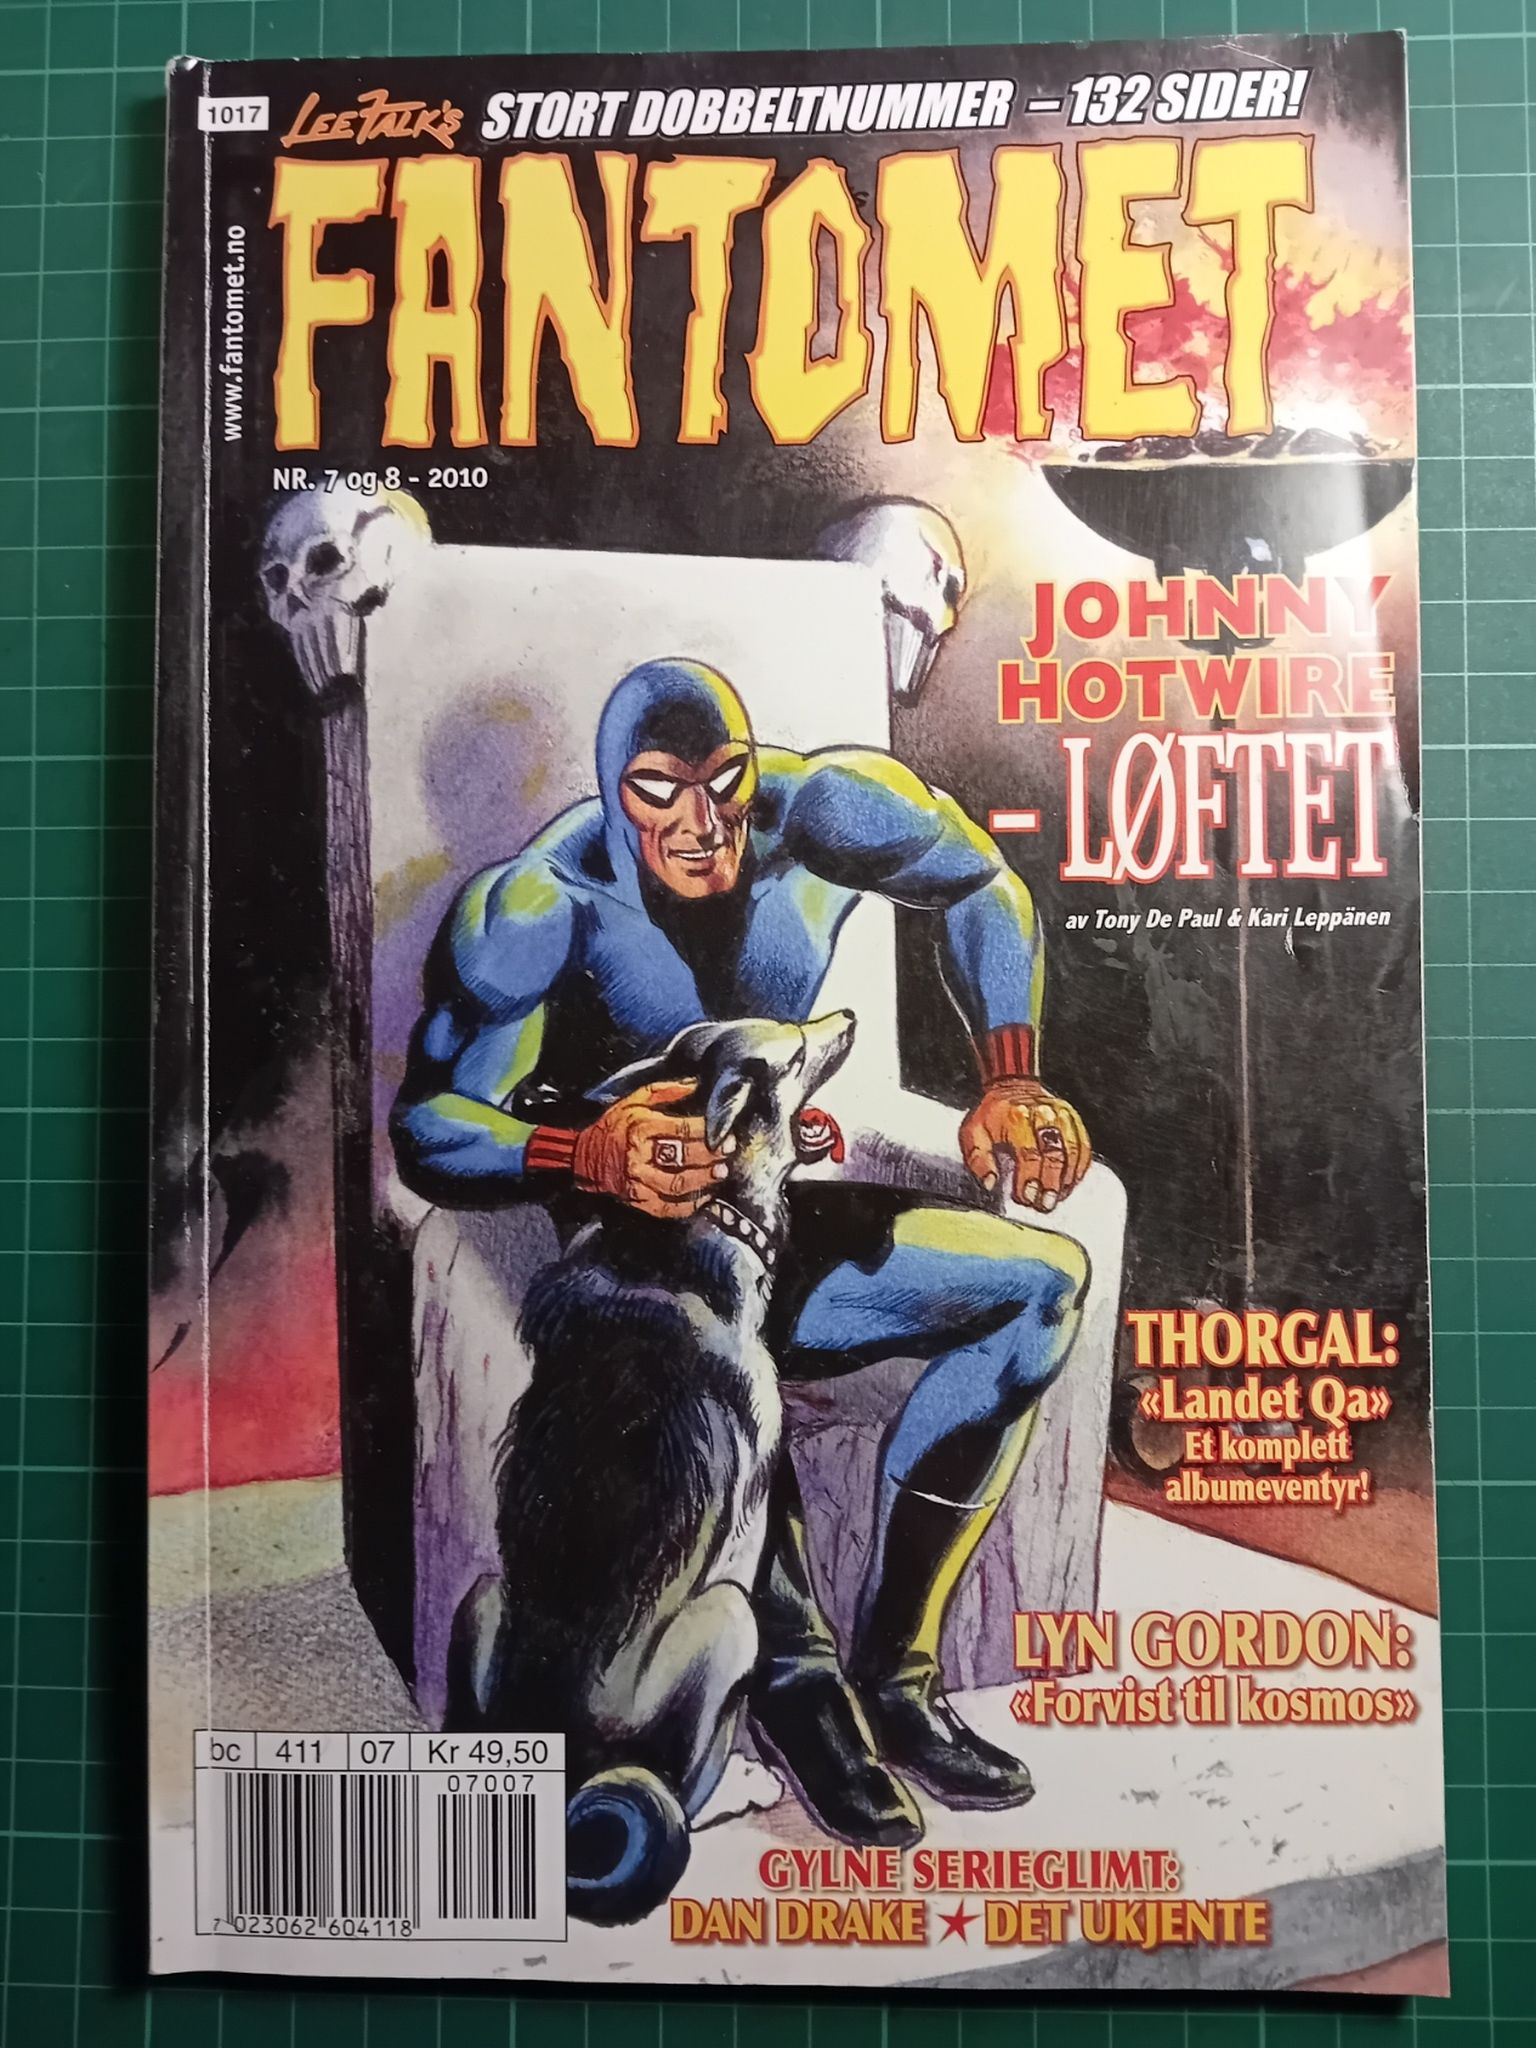 1017
LEE FALK'S
STORT DOBBELTNUMMER – 132 SIDER!
FANTOMET
www.fantomet.no
NR. 7 og 8 - 2010
JOHNNY
HOTWIRE
– LØFTET
av Tony De Paul & Kari Leppänen
THORGAL:
«Landet Qa»
Et komplett
albumeventyr!
LYN GORDON:
«Forvist til kosmos»
bc 411 07 Kr 49,50
07007
7 023062 604118
GYLNE SERIEGLIMT:
DAN DRAKE ★ DET UKJENTE